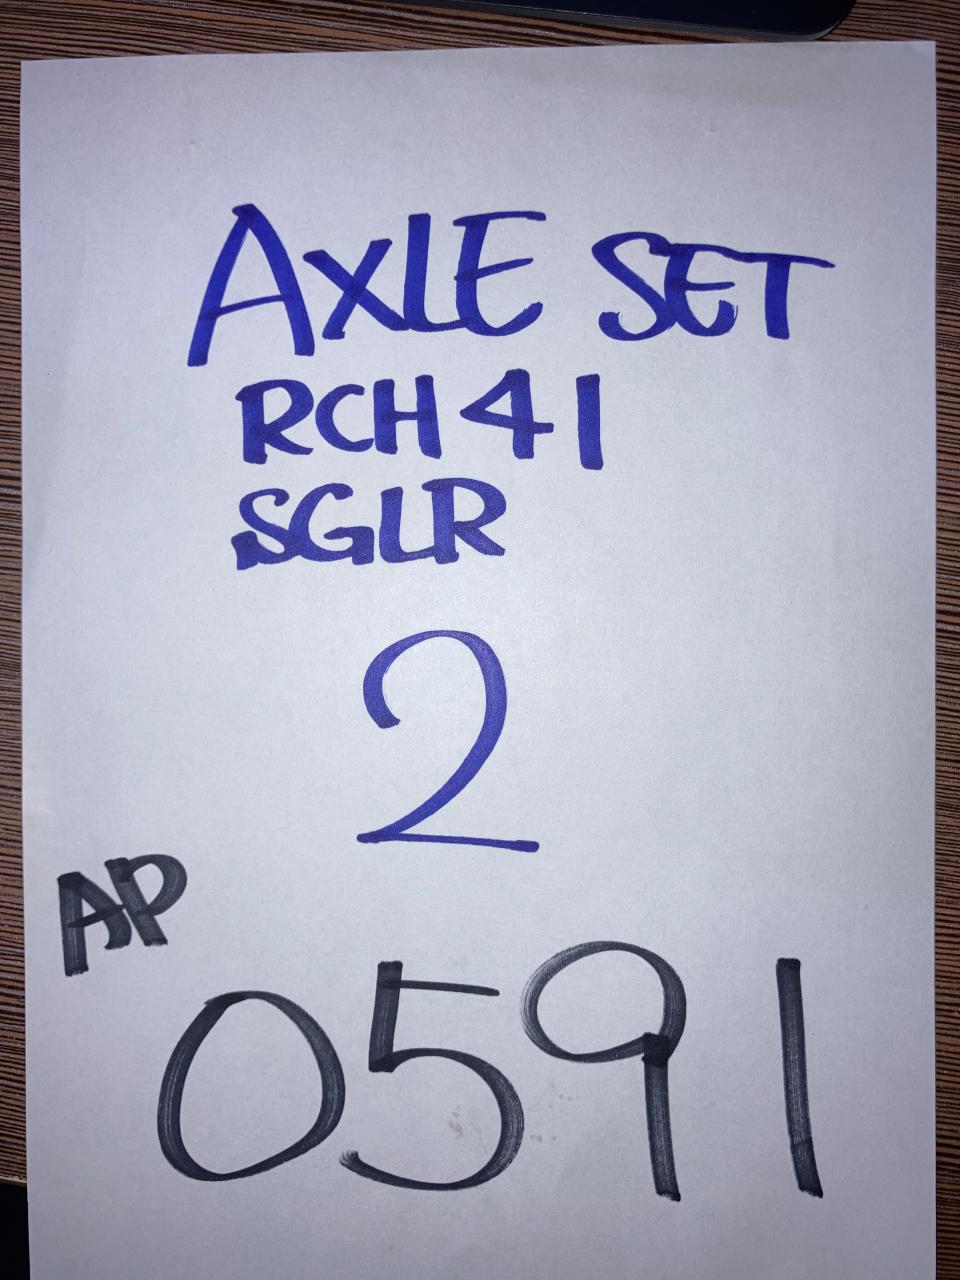 AXLE SET
RCH 41
SGLR
2
AP
0591